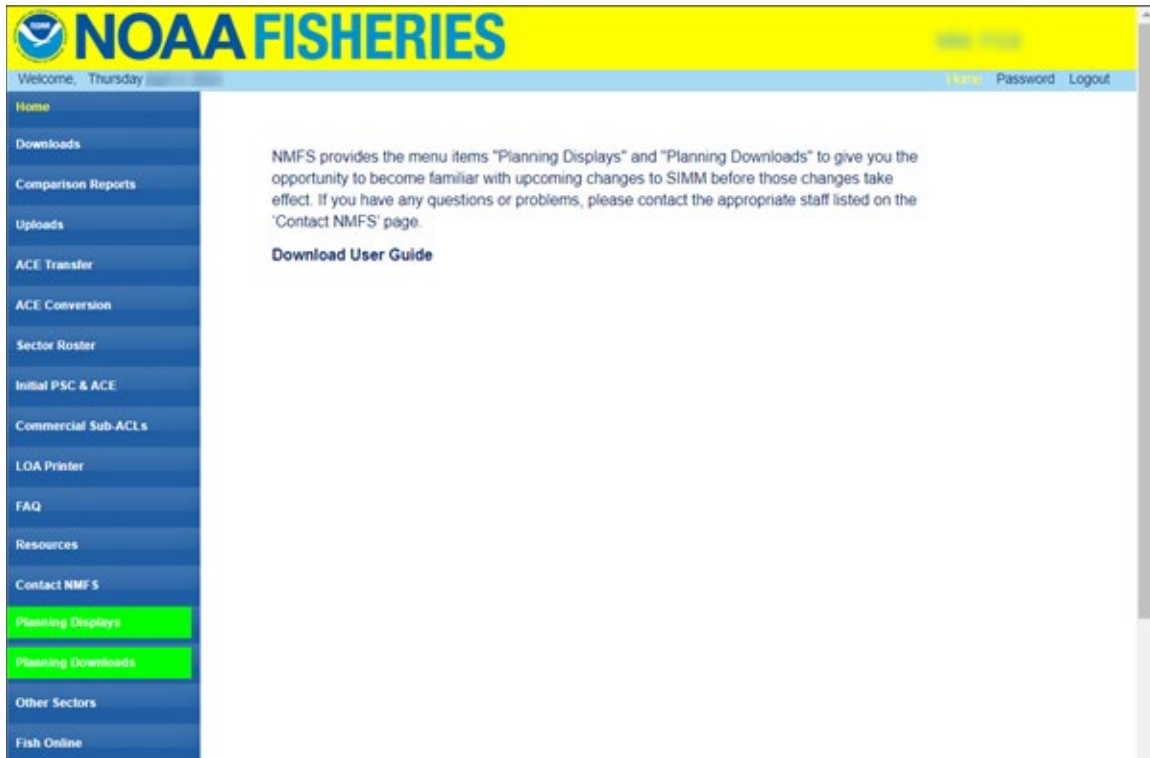 NOAA FISHERIES
Welcome, Thursday
Home Password Logout
Home
Downloads
Comparison Reports
Uploads
ACE Transfer
ACE Conversion
Sector Roster
Initial PSC & ACE
Commercial Sub-ACLs
LOA Printer
FAQ
Resources
Contact NMFS
Planning Displays
Planning Downloads
Other Sectors
Fish Online
NMFS provides the menu items "Planning Displays" and "Planning Downloads" to give you the
opportunity to become familiar with upcoming changes to SIMM before those changes take
effect. If you have any questions or problems, please contact the appropriate staff listed on the
'Contact NMFS' page.
Download User Guide